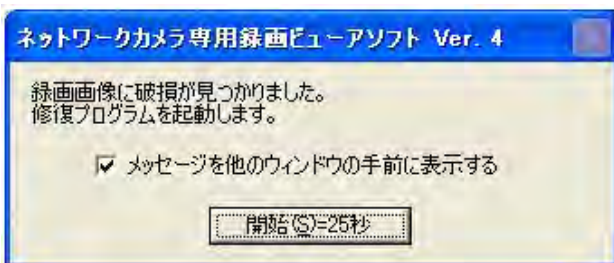 ネットワークカメラ専用録画ビューアソフト Ver. 4
録画画像に破損が見つかりました。
修復プログラムを起動します。
メッセージを他のウィンドウの手前に表示する
開始(S)=25秒